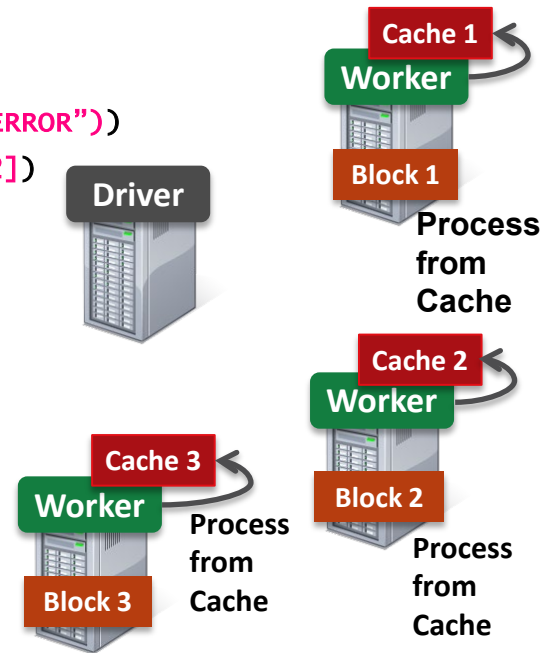 Cache 1
Worker
ERROR”))
2])
Driver
Block 1
Process
from
Cache
Cache 2
Worker
Cache 3
Worker
Block 2
Process
from
Cache
Process
from
Cache
Block 3